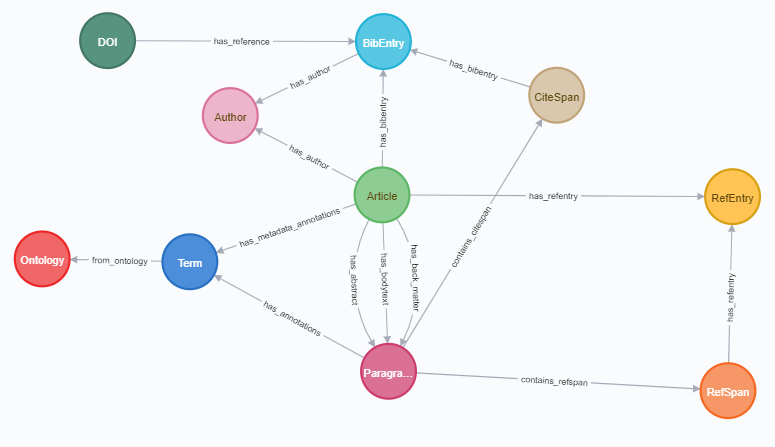 DOI
has_reference
BibEntry
has_bibentry
has_author
CiteSpan
Author
has_bibentry
has_author
Article
has_refentry
RefEntry
has_metadata_annotations
contains_citespan
Ontology
from_ontology
Term
has_abstract
has_bodytext
has_back_matter
has_refentry
has_annotations
Paragra...
contains_refspan
RefSpan